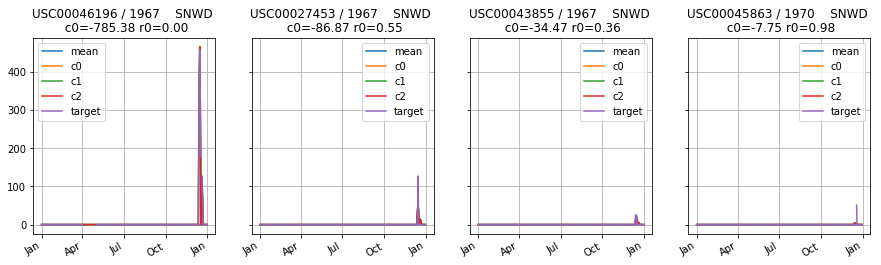 USC00046196 / 1967    SNWD
c0=-785.38 r0=0.00
mean
c0
c1
c2
target
400
300
200
100
0
Jan
Apr
Jul
Oct
Jan
USC00027453 / 1967    SNWD
c0=-86.87 r0=0.55
mean
c0
c1
c2
target
Jan
Apr
Jul
Oct
Jan
USC00043855 / 1967    SNWD
c0=-34.47 r0=0.36
mean
c0
c1
c2
target
Jan
Apr
Jul
Oct
Jan
USC00045863 / 1970    SNWD
c0=-7.75 r0=0.98
mean
c0
c1
c2
target
Jan
Apr
Jul
Oct
Jan